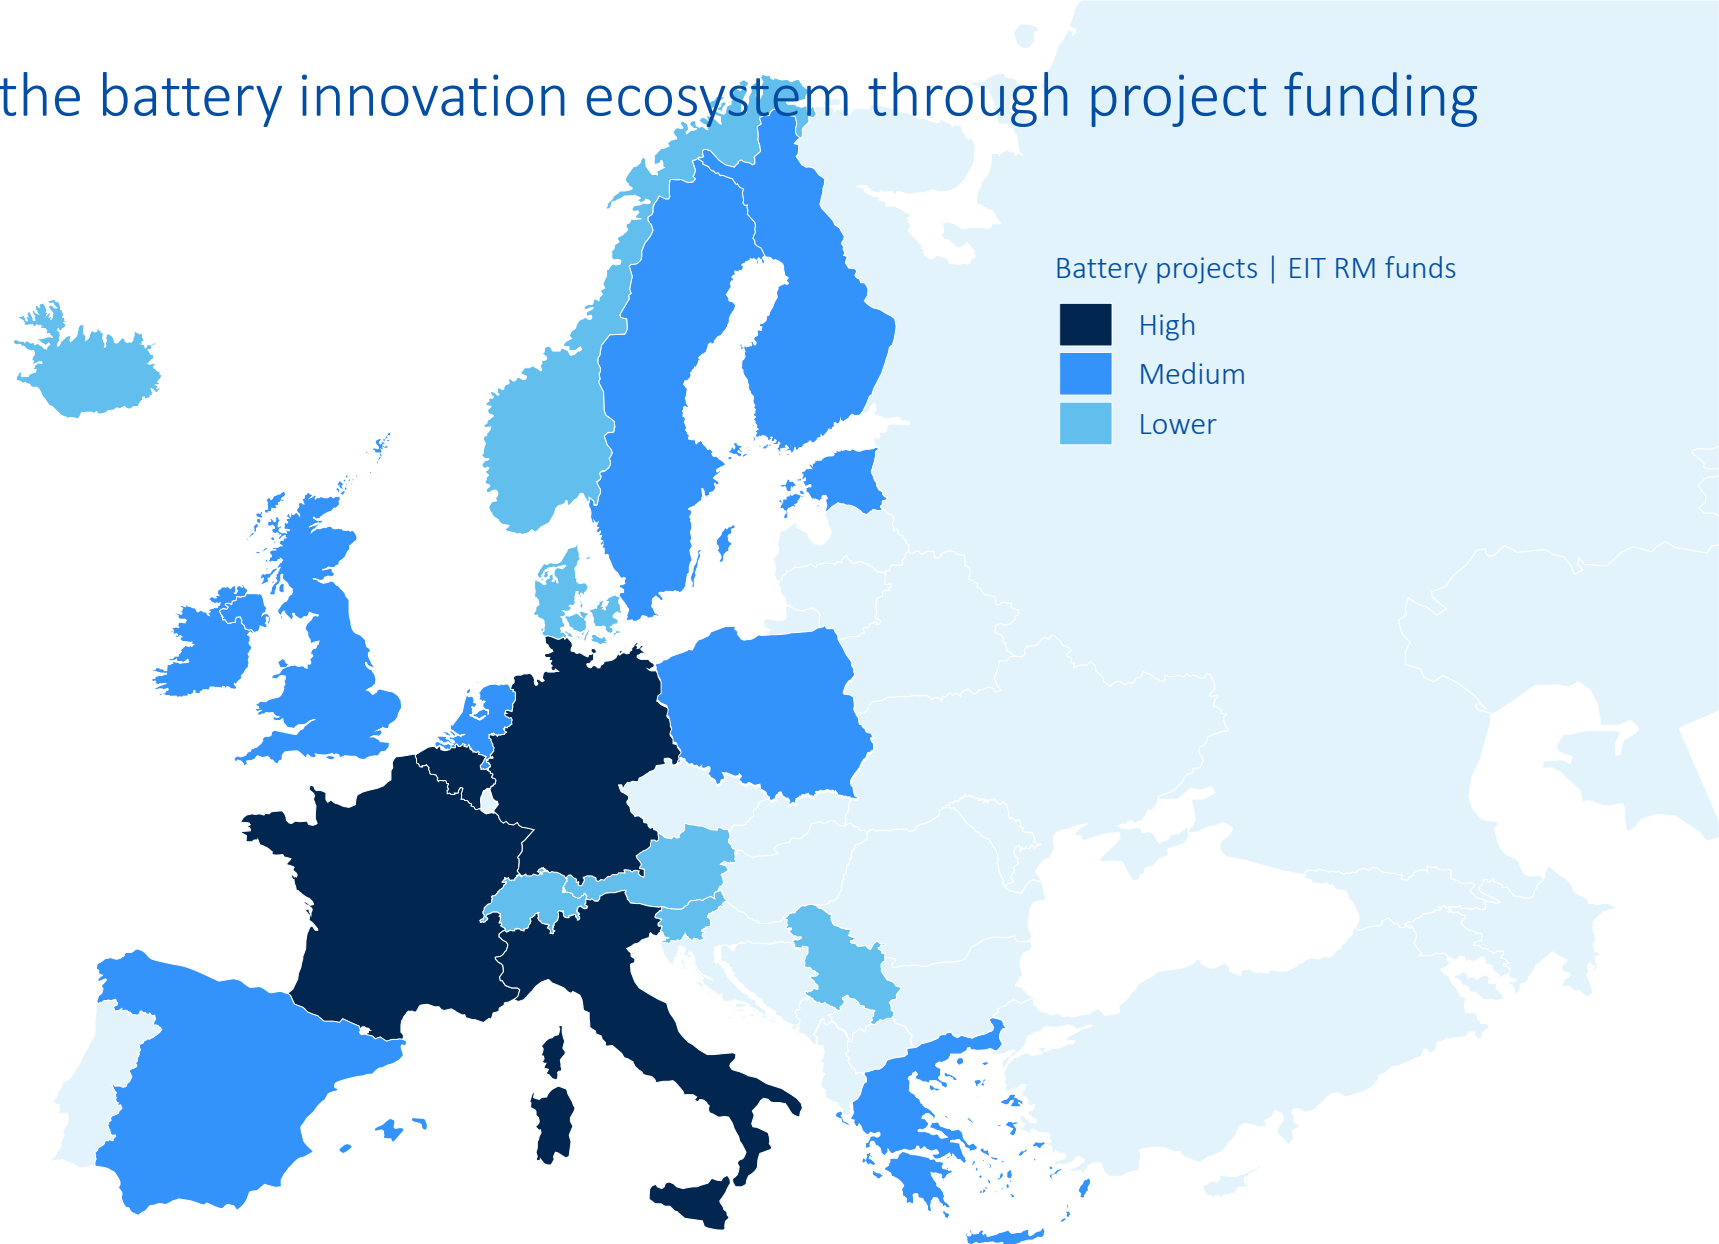 the battery innovation ecosystem through project funding
Battery projects | EIT RM funds
High
Medium
Lower